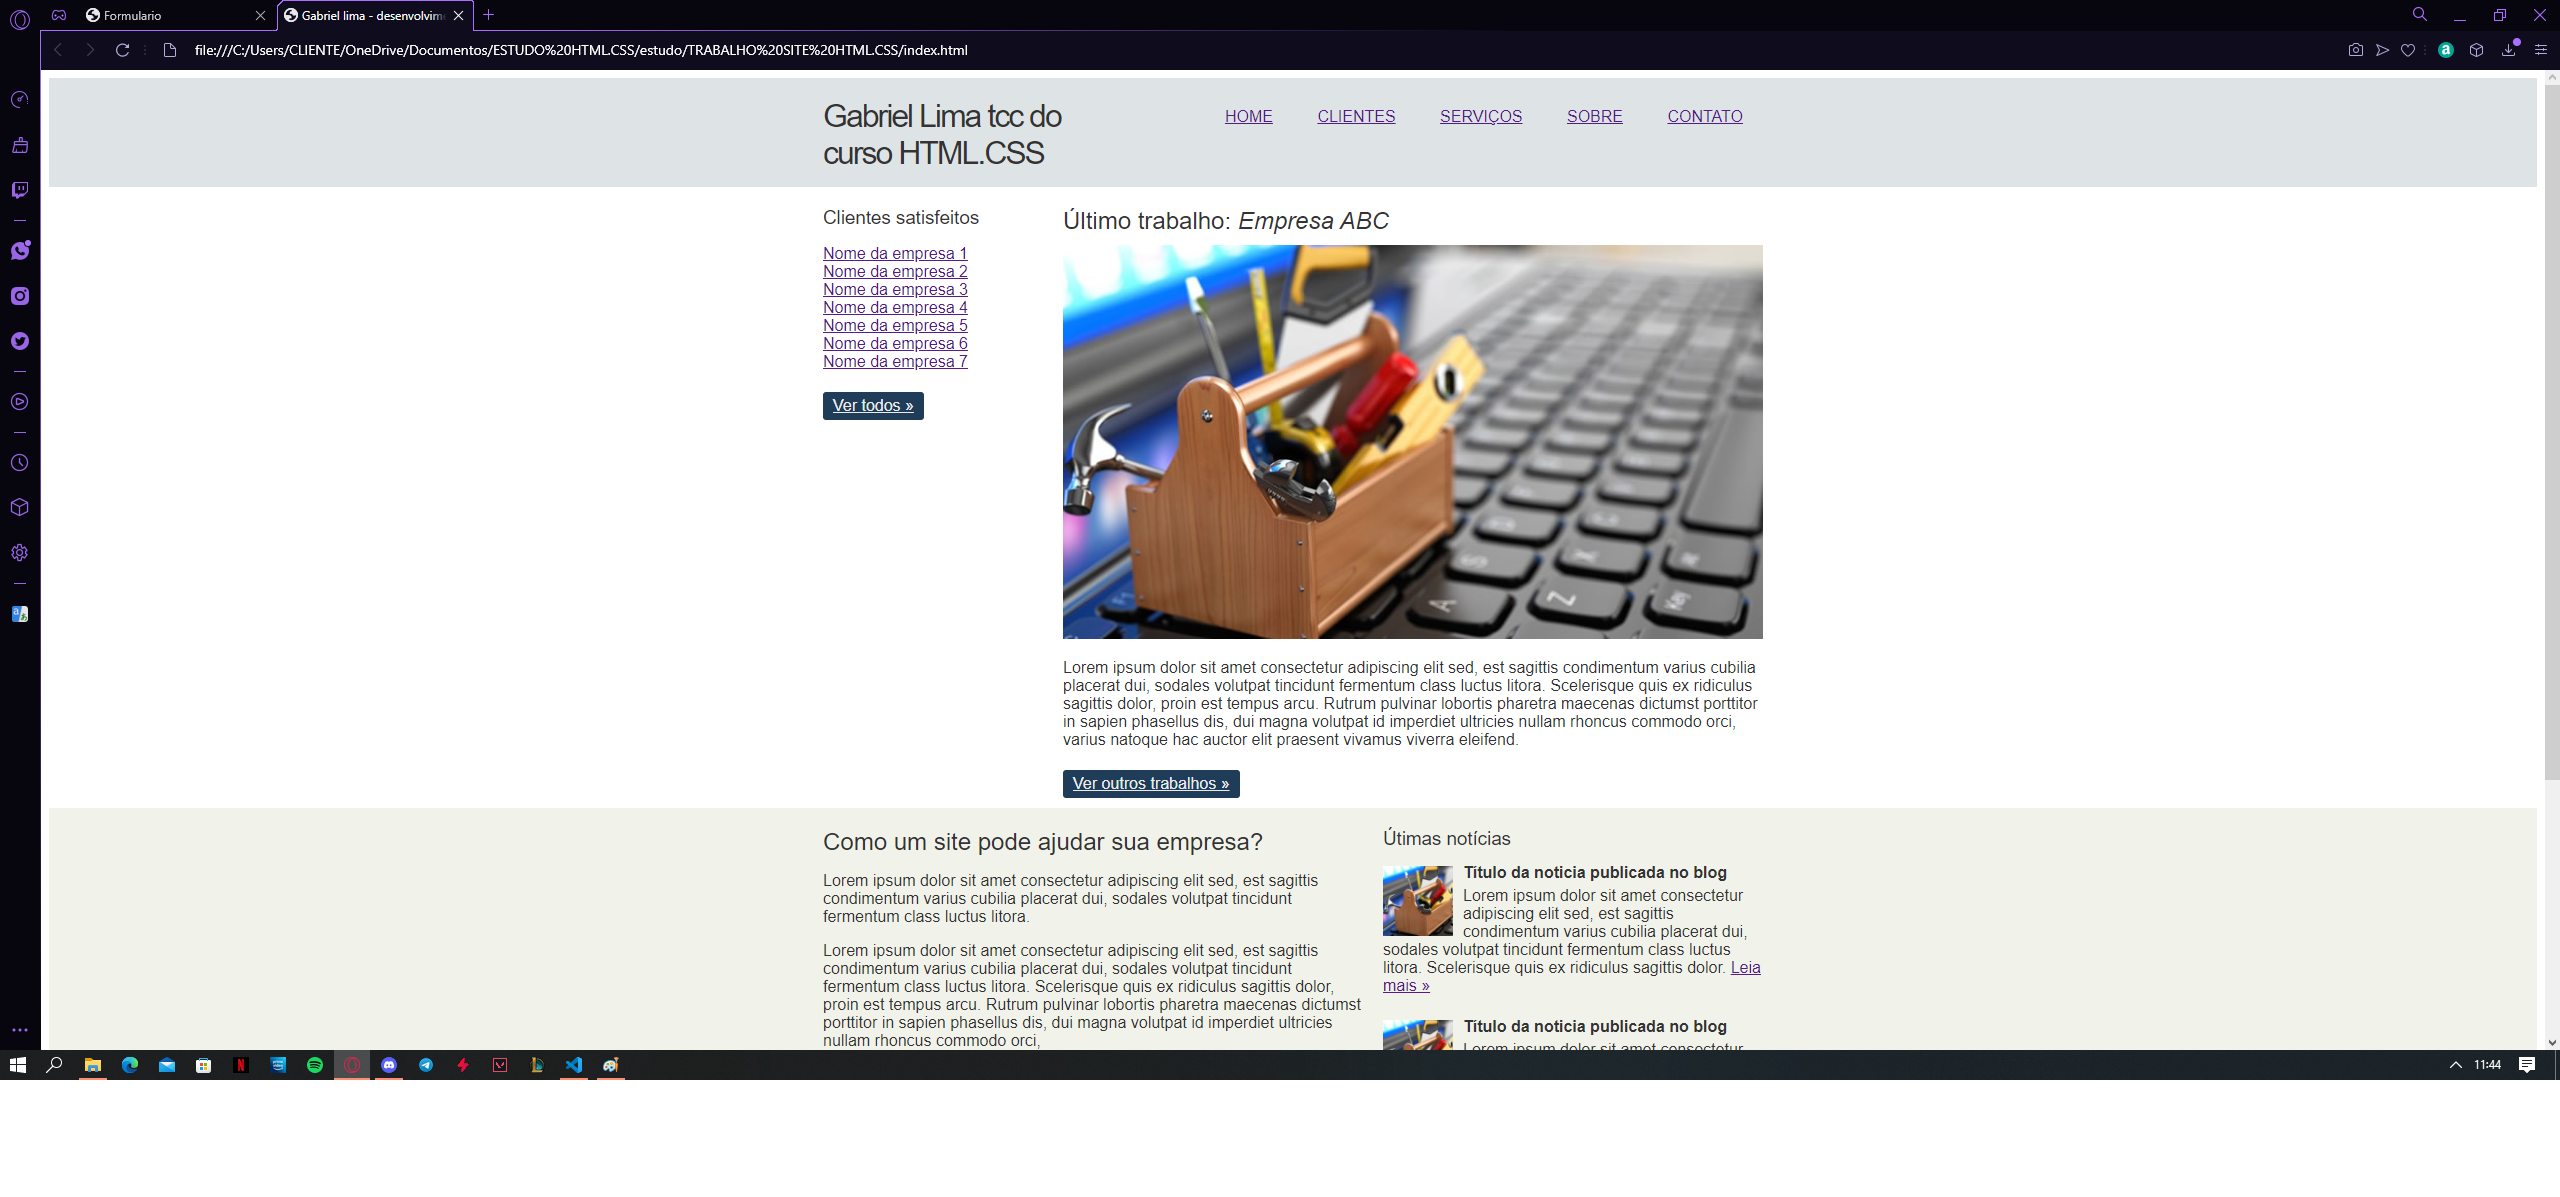 Formulario
Gabriel lima - desenvolvim
file:///C:/Users/CLIENTE/OneDrive/Documentos/ESTUDO%20HTML.CSS/estudo/TRABALHO%20SITE%20HTML.CSS/index.html
Gabriel Lima tcc do
curso HTML.CSS
HOME CLIENTES SERVIÇOS SOBRE CONTATO
Clientes satisfeitos
Nome da empresa 1
Nome da empresa 2
Nome da empresa 3
Nome da empresa 4
Nome da empresa 5
Nome da empresa 6
Nome da empresa 7
Ver todos »
Último trabalho: Empresa ABC
A
Z
Key
Lorem ipsum dolor sit amet consectetur adipiscing elit sed, est sagittis condimentum varius cubilia
placerat dui, sodales volutpat tincidunt fermentum class luctus litora. Scelerisque quis ex ridiculus
sagittis dolor, proin est tempus arcu. Rutrum pulvinar lobortis pharetra maecenas dictumst porttitor
in sapien phasellus dis, dui magna volutpat id imperdiet ultricies nullam rhoncus commodo orci,
varius natoque hac auctor elit praesent vivamus viverra eleifend.
Ver outros trabalhos »
Como um site pode ajudar sua empresa?
Lorem ipsum dolor sit amet consectetur adipiscing elit sed, est sagittis
condimentum varius cubilia placerat dui, sodales volutpat tincidunt
fermentum class luctus litora.
Lorem ipsum dolor sit amet consectetur adipiscing elit sed, est sagittis
condimentum varius cubilia placerat dui, sodales volutpat tincidunt
fermentum class luctus litora. Scelerisque quis ex ridiculus sagittis dolor,
proin est tempus arcu. Rutrum pulvinar lobortis pharetra maecenas dictumst
porttitor in sapien phasellus dis, dui magna volutpat id imperdiet ultricies
nullam rhoncus commodo orci,
Útimas notícias
Título da noticia publicada no blog
Lorem ipsum dolor sit amet consectetur
adipiscing elit sed, est sagittis
condimentum varius cubilia placerat dui,
sodales volutpat tincidunt fermentum class luctus
litora. Scelerisque quis ex ridiculus sagittis dolor. Leia
mais »
Título da noticia publicada no blog
Lorem ipsum dolor sit amet consectetur
11:44